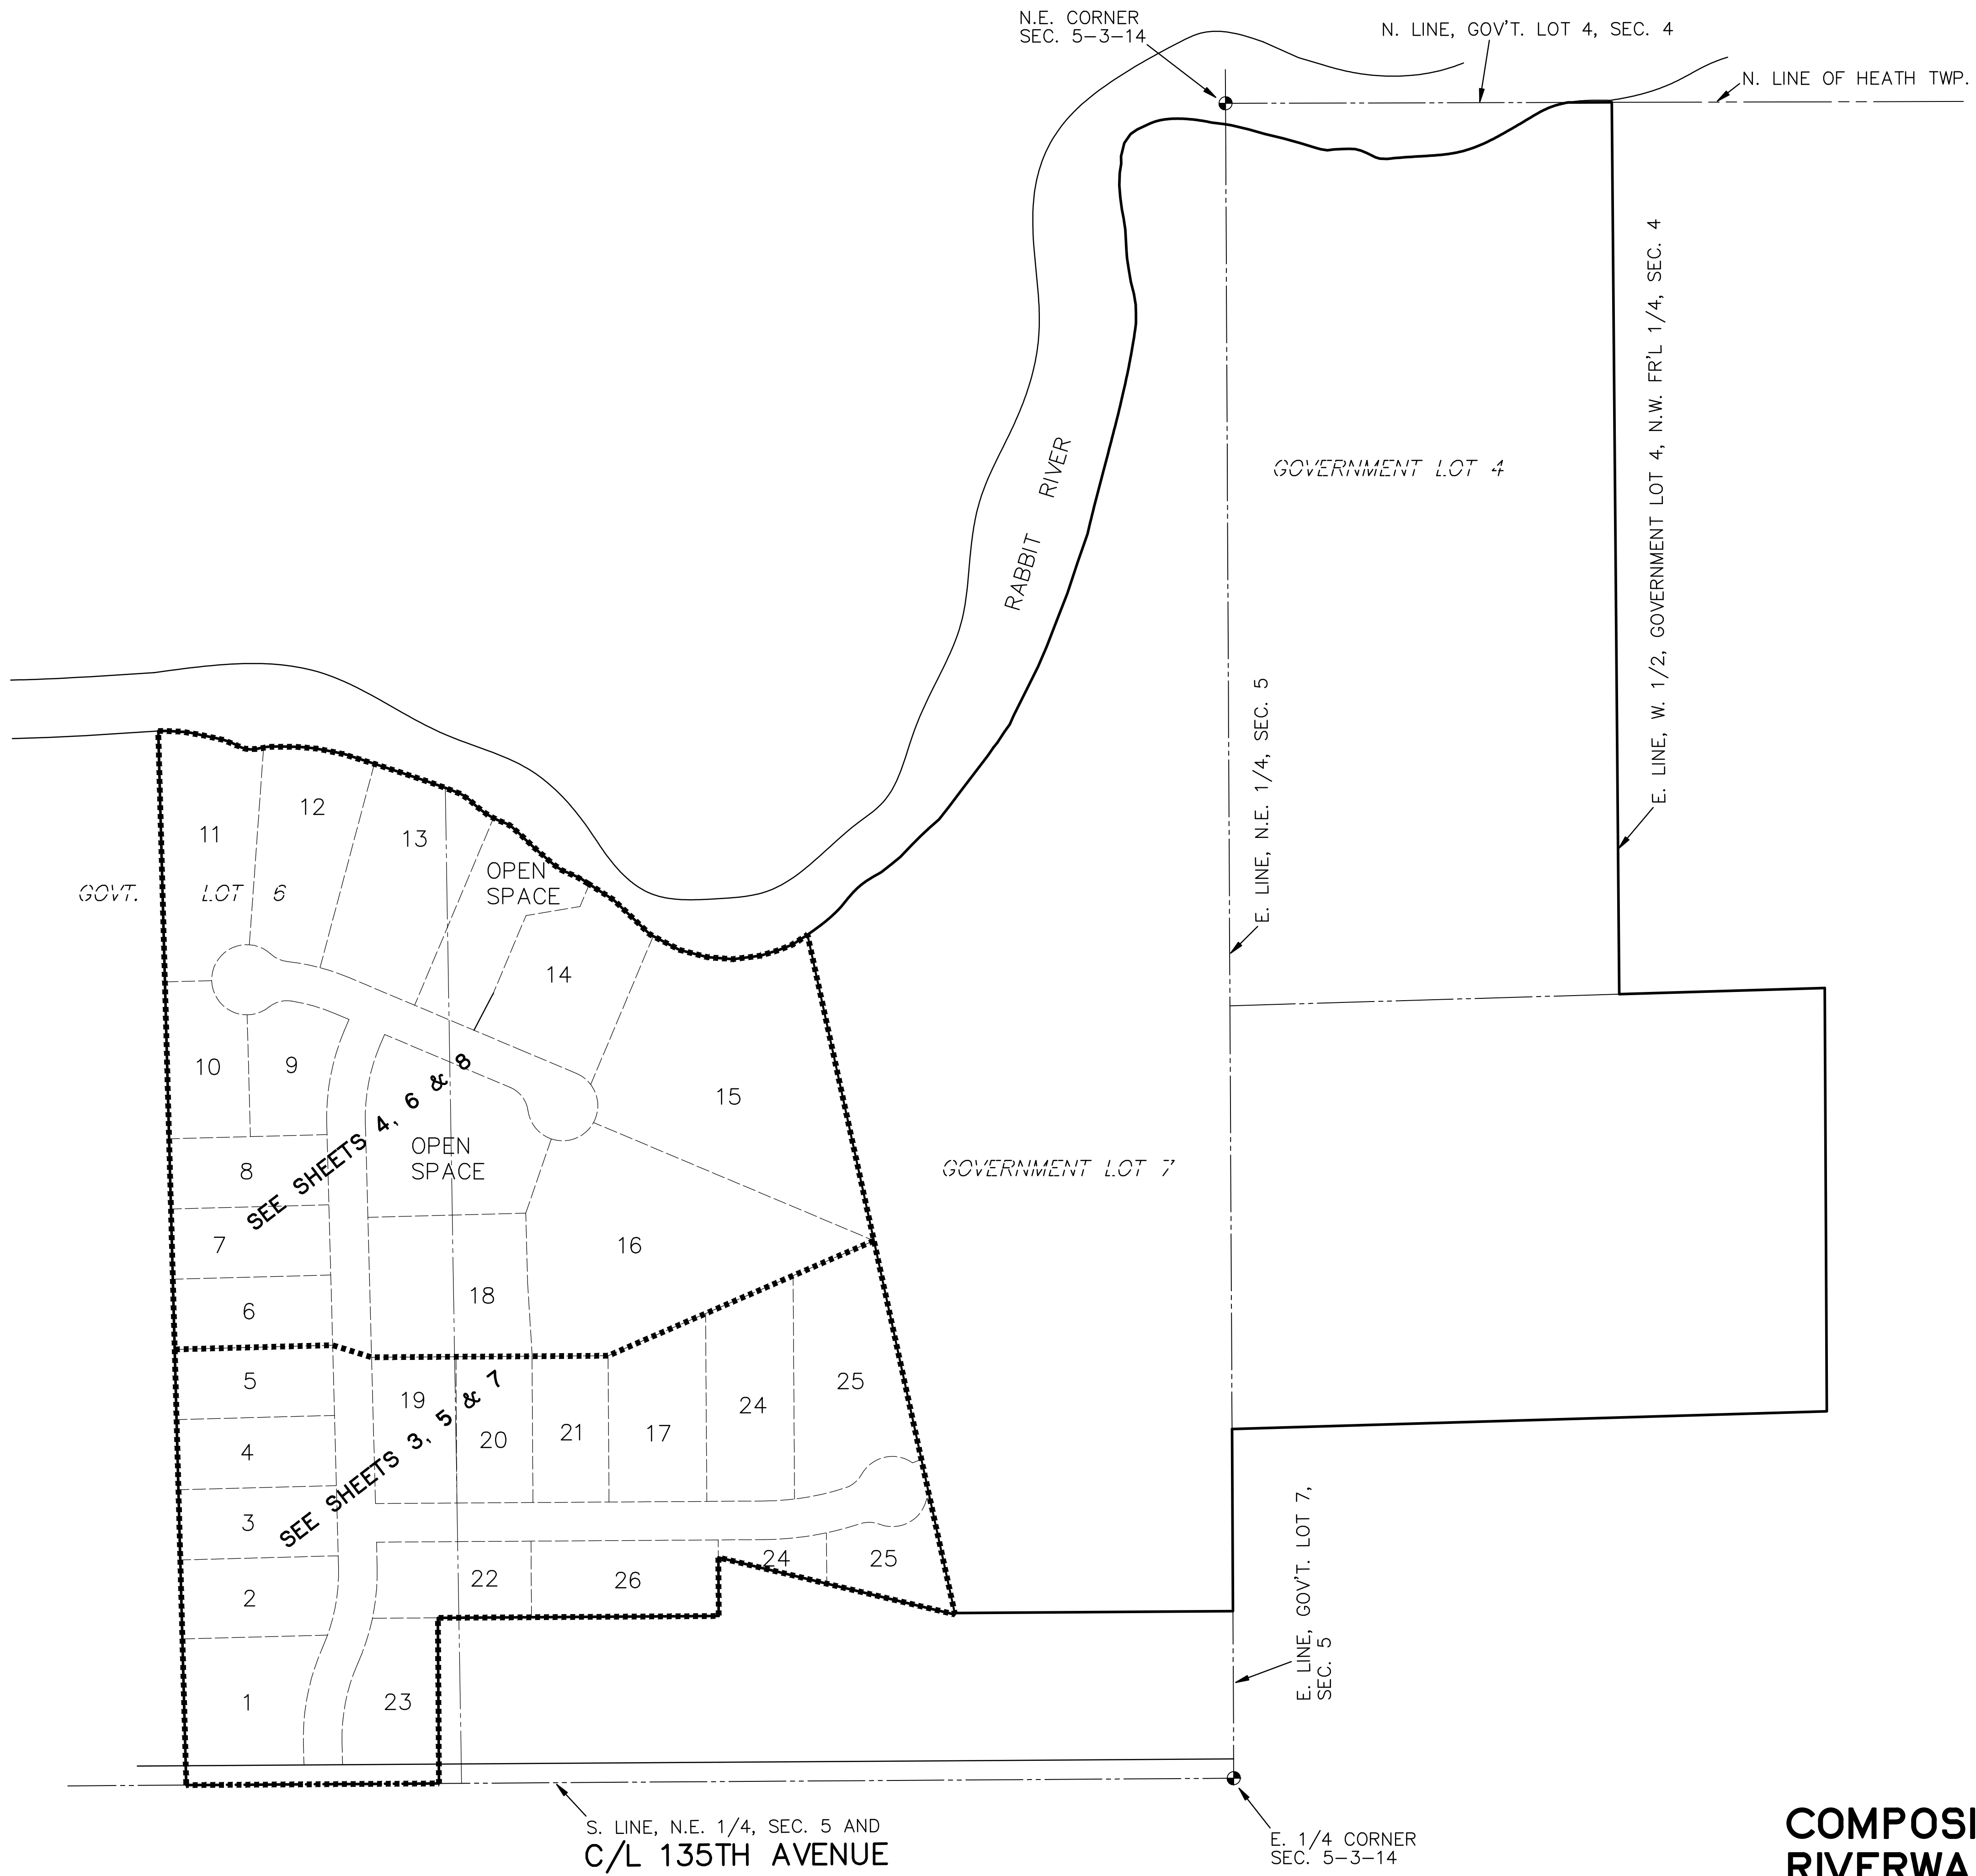 N.E. CORNER
SEC. 5-3-14
N. LINE, GOV'T. LOT 4, SEC. 4
N. LINE OF HEATH TWP.
E. LINE, W. 1/2, GOVERNMENT LOT 4, N.W. FR'L 1/4, SEC. 4
GOVERNMENT LOT 4
RABBIT RIVER
E. LINE, N.E. 1/4, SEC. 5
11
12
13
OPEN
SPACE
GOVT. LOT 6
14
10
9
15
SEE SHEETS 4, 6 & 8
OPEN
SPACE
8
GOVERNMENT LOT 7
7
16
6
18
5
19
20
21
17
24
25
4
SEE SHEETS 3, 5 & 7
3
2
22
26
24
25
E. LINE, GOV'T. LOT 7,
SEC. 5
1
23
S. LINE, N.E. 1/4, SEC. 5 AND
C/L 135TH AVENUE
E. 1/4 CORNER
SEC. 5-3-14
COMPOSI
RIVERWA